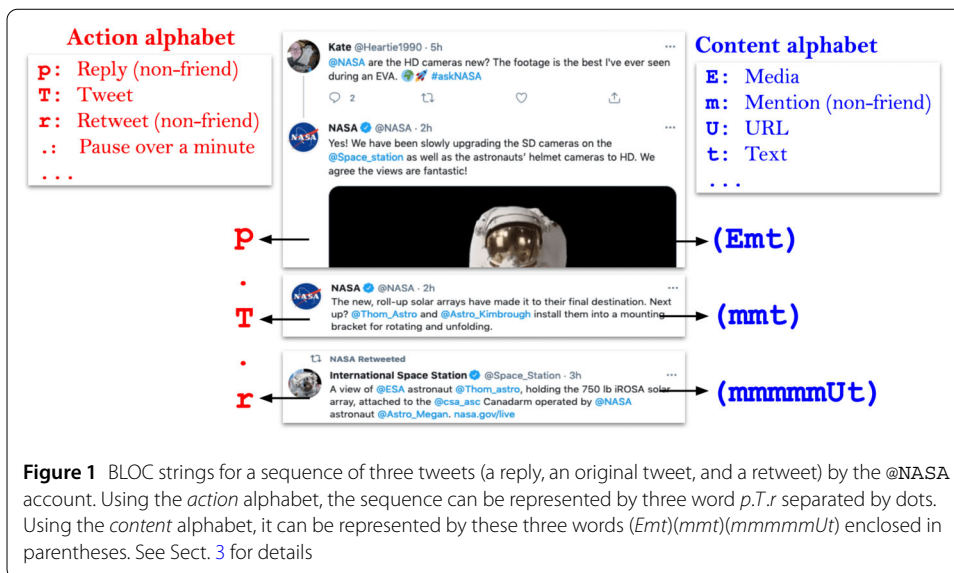 Action alphabet
p: Reply (non-friend)
T: Tweet
r: Retweet (non-friend)
.: Pause over a minute
...
Kate @Heartie1990 · 5h
@NASA are the HD cameras new? The footage is the best I've ever seen
during an EVA. 🌍🚀 #askNASA
2
NASA @NASA · 2h
Yes! We have been slowly upgrading the SD cameras on the
@Space_station as well as the astronauts' helmet cameras to HD. We
agree the views are fantastic!
Content alphabet
E: Media
m: Mention (non-friend)
U: URL
t: Text
...
p
(Emt)
.
NASA @NASA · 2h
The new, roll-up solar arrays have made it to their final destination. Next
up? @Thom_Astro and @Astro_Kimbrough install them into a mounting
bracket for rotating and unfolding.
T
(mmt)
.
NASA Retweeted
International Space Station @Space_Station · 3h
A view of @ESA astronaut @Thom_astro, holding the 750 lb iROSA solar
array, attached to the @csa_asc Canadarm operated by @NASA
astronaut @Astro_Megan. nasa.gov/live
r
(mmmmmUt)
Figure 1 BLOC strings for a sequence of three tweets (a reply, an original tweet, and a retweet) by the @NASA
account. Using the action alphabet, the sequence can be represented by three word p.T.r separated by dots.
Using the content alphabet, it can be represented by these three words (Emt)(mmt)(mmmmmUt) enclosed in
parentheses. See Sect. 3 for details